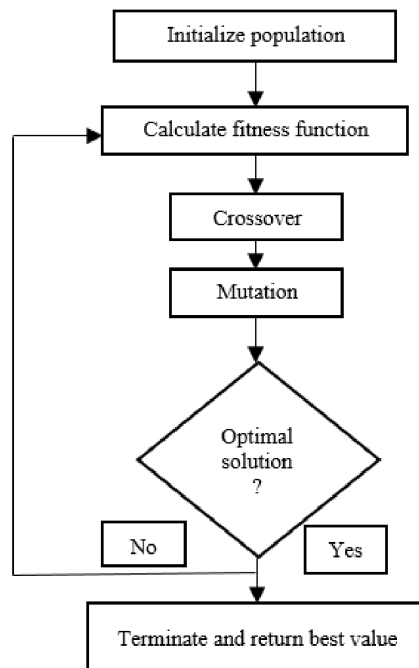 Initialize population
Calculate fitness function
Crossover
Mutation
Optimal
solution
?
No
Yes
Terminate and return best value